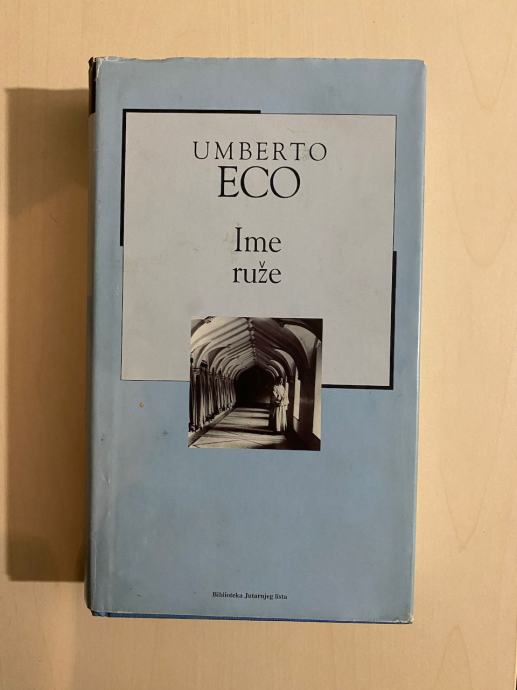 UMBERTO
ECO
Ime
ruže
Biblioteka Jutarnjeg lista